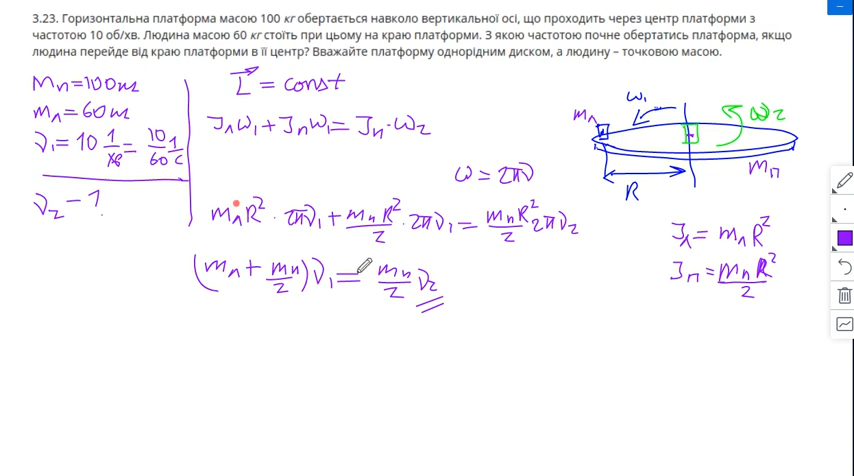 3.23. Горизонтальна платформа масою 100 кг обертається навколо вертикальної осі, що проходить через центр платформи з
частотою 10 об/хв. Людина масою 60 кг стоїть при цьому на краю платформи. З якою частотою почне обертатись платформа, якщо
людина перейде від краю платформи в її центр? Вважайте платформу однорідним диском, а людину – точковою масою.
Mп = 100кг
mл = 60кг
ν₁ = 10 1/хв = 10/60 1/с
ν₂ - ?
L⃗ = const
Jлω₁ + Jпω₁ = Jп · ω₂
ω = 2πν
mлR² · 2πν₁ + mпR²/2 · 2πν₁ = mпR²/2 2πν₂
(mл + mп/2) ν₁ = mп/2 ν₂
ω₁
ω₂
mл
mп
R
Jл = mлR²
Jп = mпR²/2